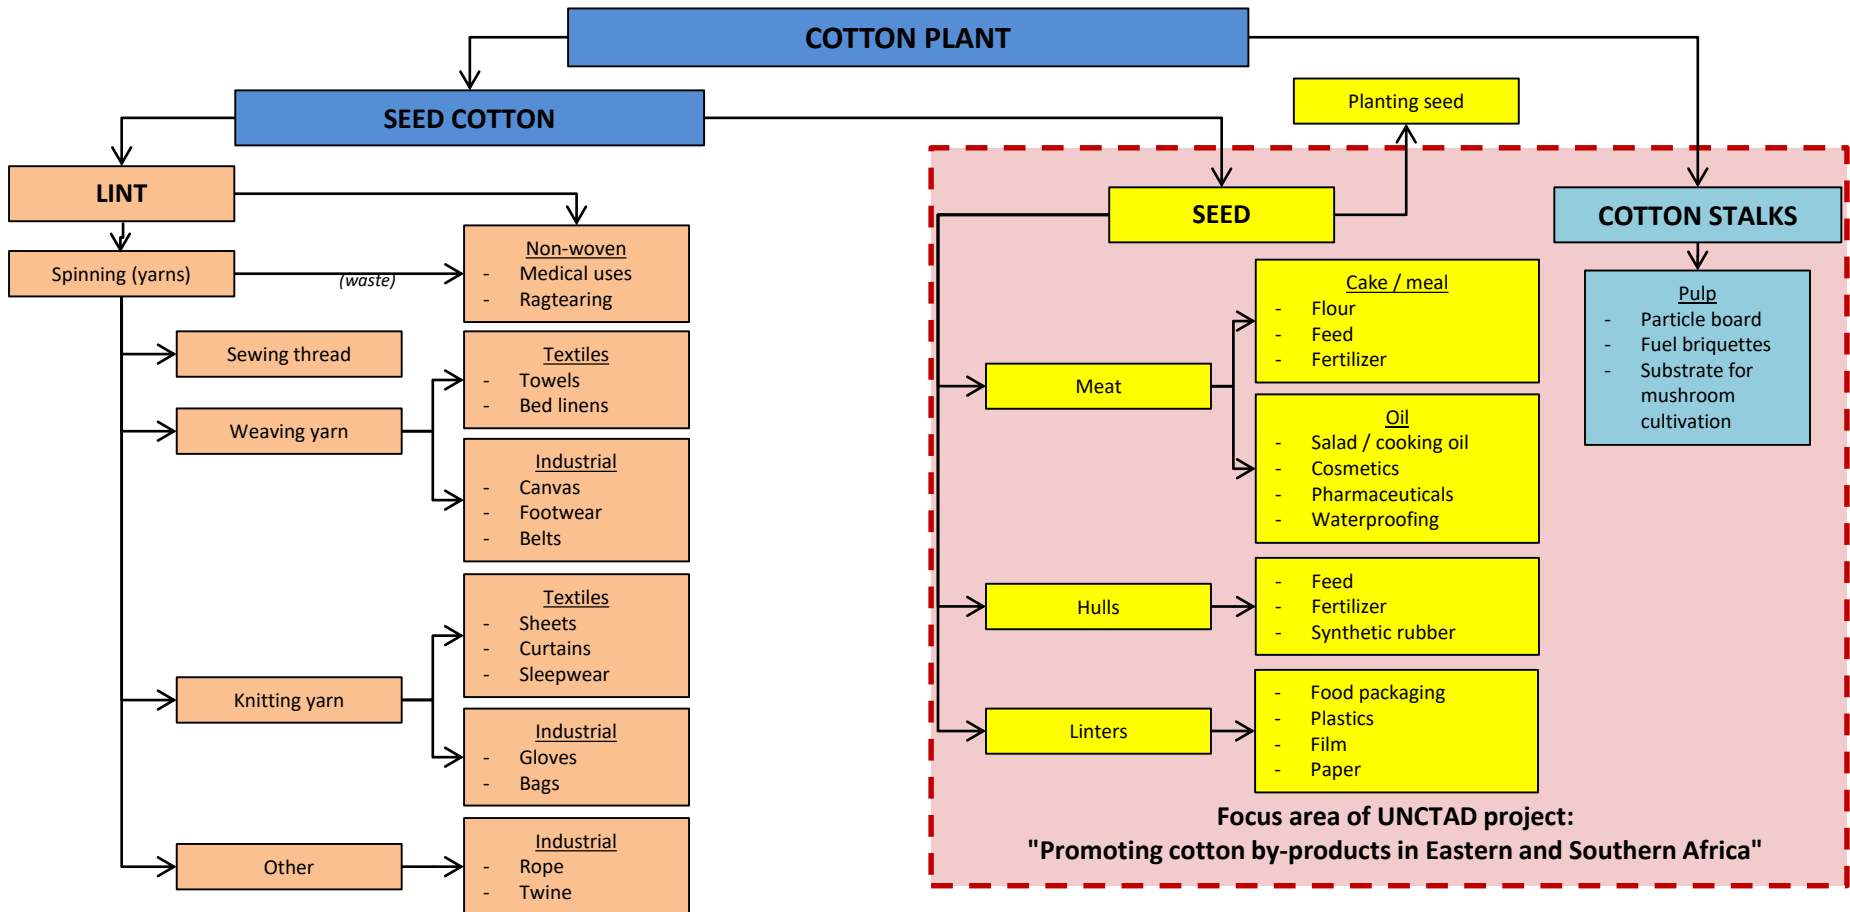 COTTON PLANT
SEED COTTON
Planting seed
LINT
SEED
COTTON STALKS
Spinning (yarns)
(waste)
Non-woven
- Medical uses
- Ragtearing
Sewing thread
Weaving yarn
Textiles
- Towels
- Bed linens
Industrial
- Canvas
- Footwear
- Belts
Knitting yarn
Textiles
- Sheets
- Curtains
- Sleepwear
Industrial
- Gloves
- Bags
Other
Industrial
- Rope
- Twine
Meat
Cake / meal
- Flour
- Feed
- Fertilizer
Oil
- Salad / cooking oil
- Cosmetics
- Pharmaceuticals
- Waterproofing
Hulls
- Feed
- Fertilizer
- Synthetic rubber
Linters
- Food packaging
- Plastics
- Film
- Paper
Pulp
- Particle board
- Fuel briquettes
- Substrate for
mushroom
cultivation
Focus area of UNCTAD project:
"Promoting cotton by-products in Eastern and Southern Africa"